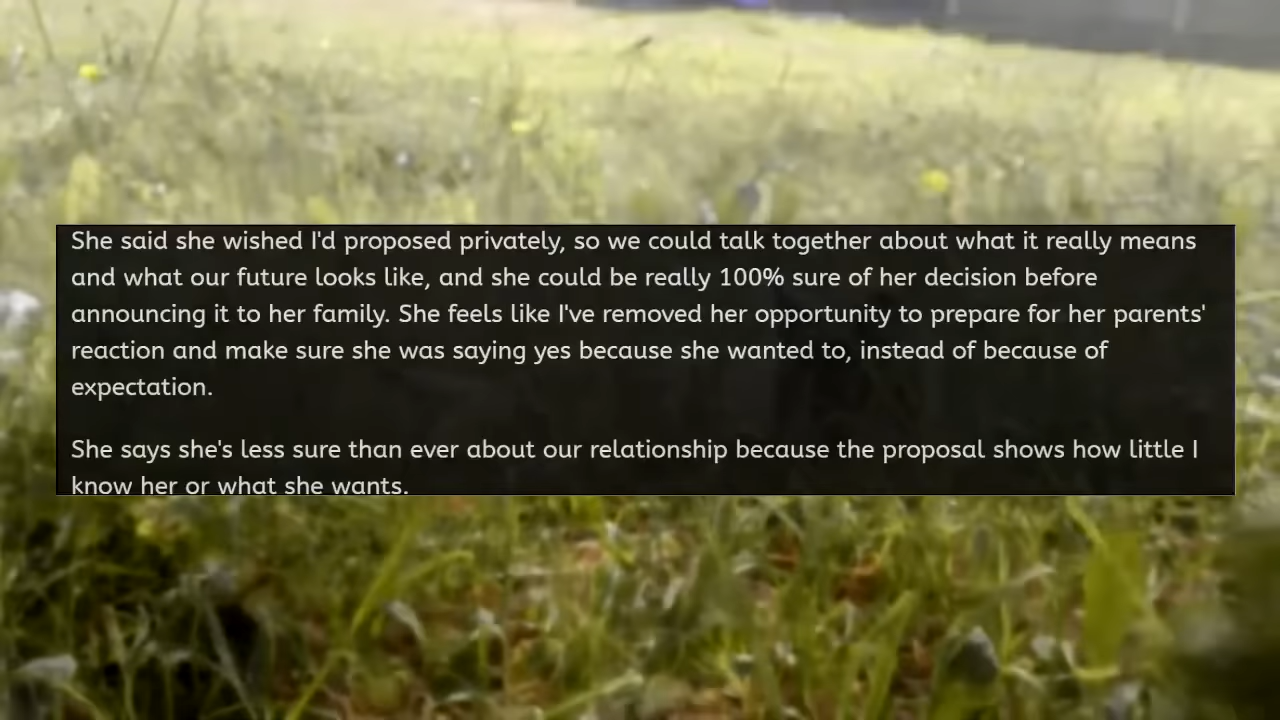 She said she wished I'd proposed privately, so we could talk together about what it really means
and what our future looks like, and she could be really 100% sure of her decision before
announcing it to her family. She feels like I've removed her opportunity to prepare for her parents'
reaction and make sure she was saying yes because she wanted to, instead of because of
expectation.
She says she's less sure than ever about our relationship because the proposal shows how little I
know her or what she wants.